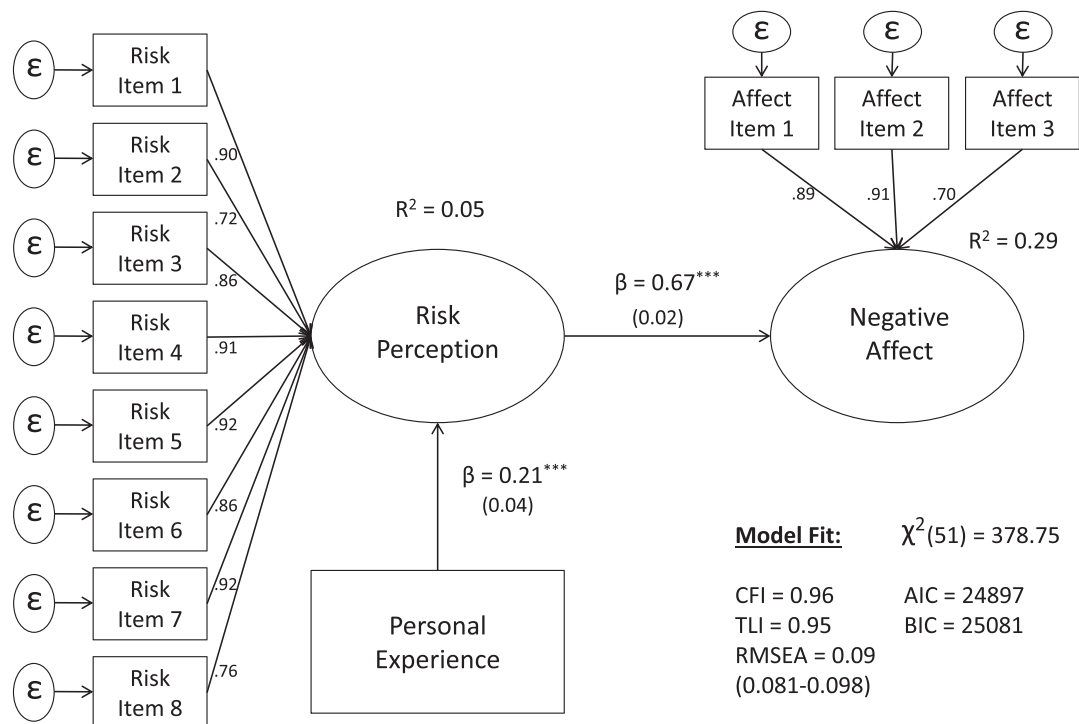 ε
Risk
Item 1
ε
Risk
Item 2
ε
Risk
Item 3
ε
Risk
Item 4
ε
Risk
Item 5
ε
Risk
Item 6
ε
Risk
Item 7
ε
Risk
Item 8
.90
.72
.86
.91
.92
.86
.92
.76
R² = 0.05
Risk
Perception
β = 0.21***
(0.04)
Personal
Experience
β = 0.67***
(0.02)
ε
ε
ε
Affect
Item 1
Affect
Item 2
Affect
Item 3
.89
.91
.70
R² = 0.29
Negative
Affect
Model Fit:
χ²(51) = 378.75
CFI = 0.96
TLI = 0.95
RMSEA = 0.09
(0.081-0.098)
AIC = 24897
BIC = 25081